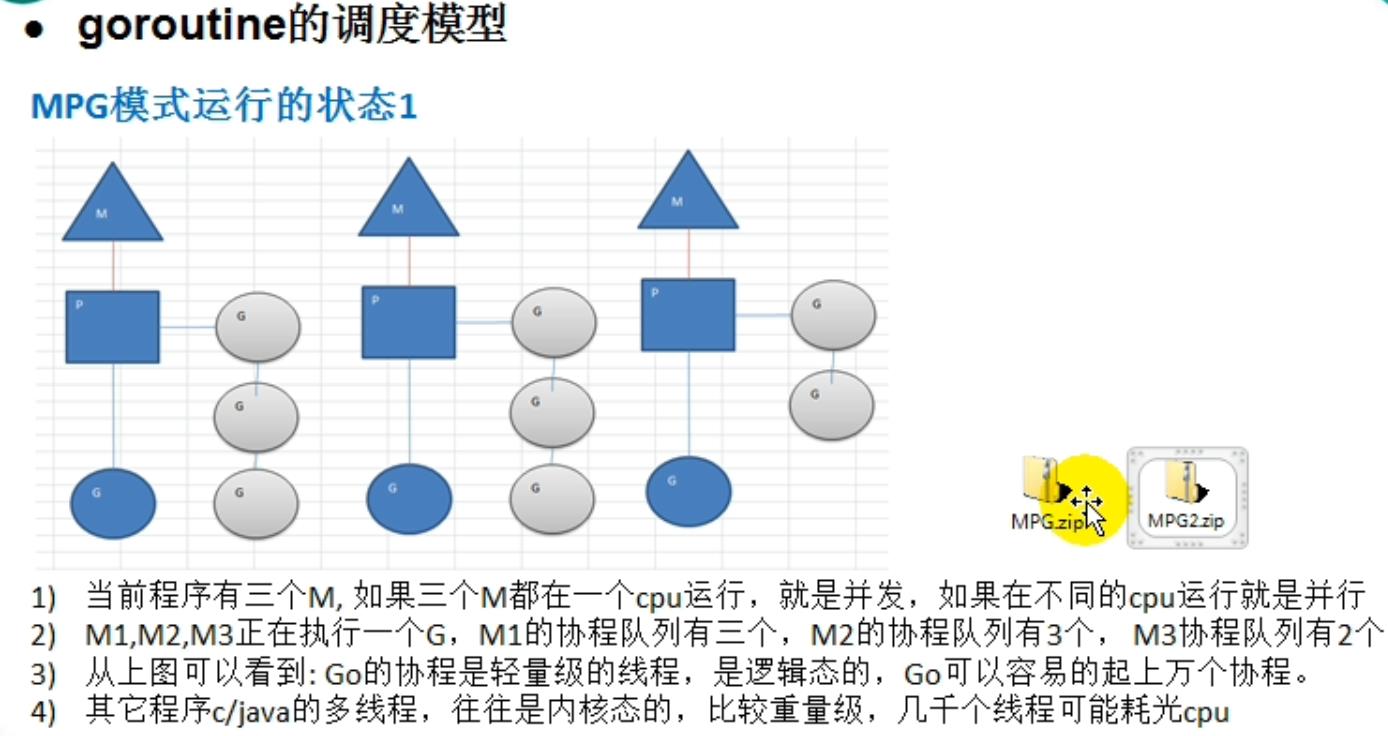 ● goroutine的调度模型
MPG模式运行的状态1
M M M
P G P G P G
G G G
G G G G G
MPG.zip MPG2.zip
1) 当前程序有三个M, 如果三个M都在一个cpu运行，就是并发，如果在不同的cpu运行就是并行
2) M1,M2,M3正在执行一个G，M1的协程队列有三个，M2的协程队列有3个， M3协程队列有2个
3) 从上图可以看到: Go的协程是轻量级的线程，是逻辑态的，Go可以容易的起上万个协程。
4) 其它程序c/java的多线程，往往是内核态的，比较重量级，几千个线程可能耗光cpu